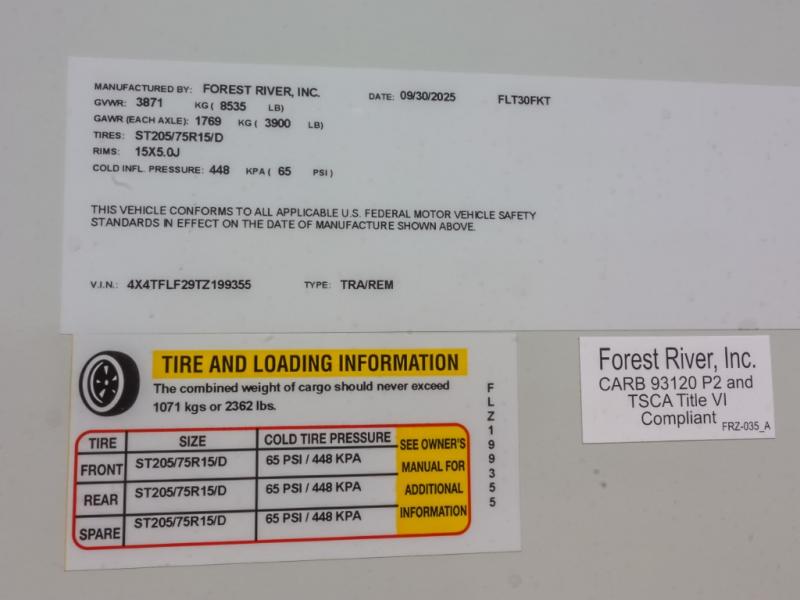 MANUFACTURED BY: FOREST RIVER, INC. DATE: 09/30/2025 FLT30FKT
GVWR: 3871 KG ( 8535 LB)
GAWR (EACH AXLE): 1769 KG ( 3900 LB)
TIRES: ST205/75R15/D
RIMS: 15X5.0J
COLD INFL. PRESSURE: 448 KPA ( 65 PSI )
THIS VEHICLE CONFORMS TO ALL APPLICABLE U.S. FEDERAL MOTOR VEHICLE SAFETY
STANDARDS IN EFFECT ON THE DATE OF MANUFACTURE SHOWN ABOVE.
V.I.N.: 4X4TFLF29TZ199355 TYPE: TRA/REM
TIRE AND LOADING INFORMATION
The combined weight of cargo should never exceed
1071 kgs or 2362 lbs.
TIRE SIZE COLD TIRE PRESSURE
FRONT ST205/75R15/D 65 PSI / 448 KPA
REAR ST205/75R15/D 65 PSI / 448 KPA
SPARE ST205/75R15/D 65 PSI / 448 KPA
SEE OWNER'S
MANUAL FOR
ADDITIONAL
INFORMATION
FLZ199355
Forest River, Inc.
CARB 93120 P2 and
TSCA Title VI
Compliant
FRZ-035_A